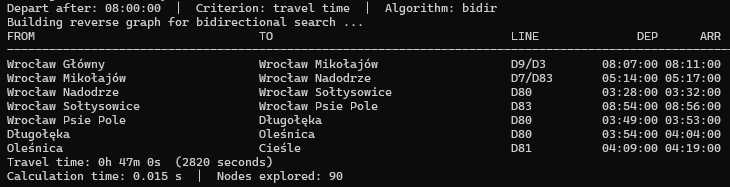 Depart after: 08:00:00 | Criterion: travel time | Algorithm: bidir
Building reverse graph for bidirectional search ...
FROM TO LINE DEP ARR
Wrocław Główny Wrocław Mikołajów D9/D3 08:07:00 08:11:00
Wrocław Mikołajów Wrocław Nadodrze D7/D83 05:14:00 05:17:00
Wrocław Nadodrze Wrocław Sołtysowice D80 03:28:00 03:32:00
Wrocław Sołtysowice Wrocław Psie Pole D83 08:54:00 08:56:00
Wrocław Psie Pole Długołęka D80 03:49:00 03:53:00
Długołęka Oleśnica D80 03:54:00 04:04:00
Oleśnica Cieśle D81 04:09:00 04:19:00
Travel time: 0h 47m 0s (2820 seconds)
Calculation time: 0.015 s | Nodes explored: 90